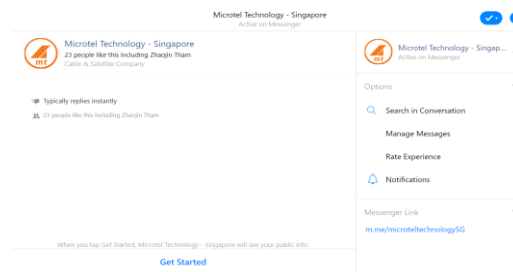 Microtel Technology - Singapore
Active on Messenger
mt
Microtel Technology - Singapore
23 people like this including Zhaojin Tham
Cable & Satellite Company
Typically replies instantly
23 people like this including Zhaojin Tham
When you tap Get Started, Microtel Technology - Singapore will see your public info.
Get Started
mt
Microtel Technology - Singap...
Active on Messenger
Options
Search in Conversation
Manage Messages
Rate Experience
Notifications
Messenger Link
m.me/microteltechnologySG